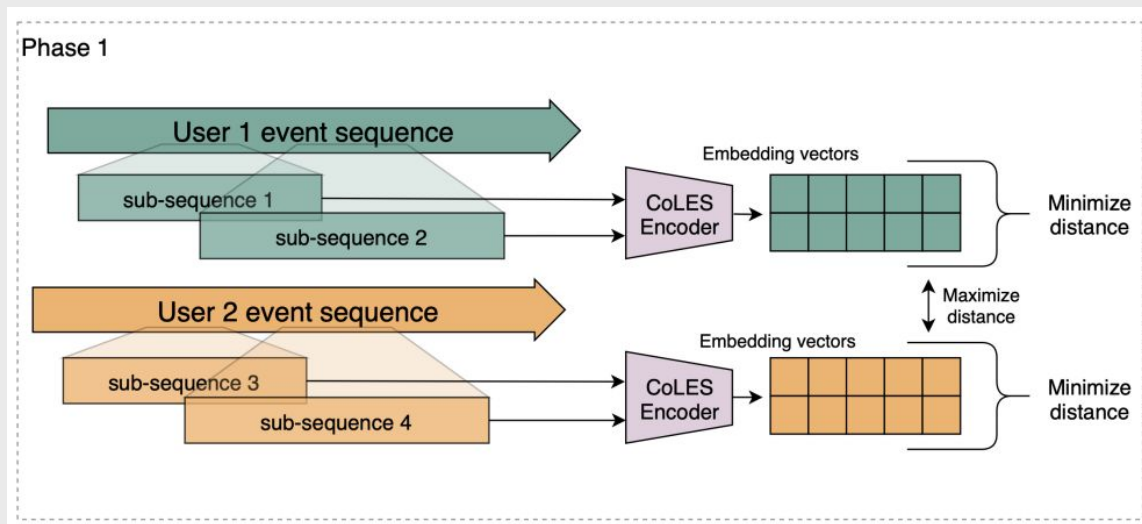 Phase 1
User 1 event sequence
sub-sequence 1
sub-sequence 2
CoLES
Encoder
Embedding vectors
Minimize
distance
Maximize
distance
User 2 event sequence
sub-sequence 3
sub-sequence 4
CoLES
Encoder
Embedding vectors
Minimize
distance